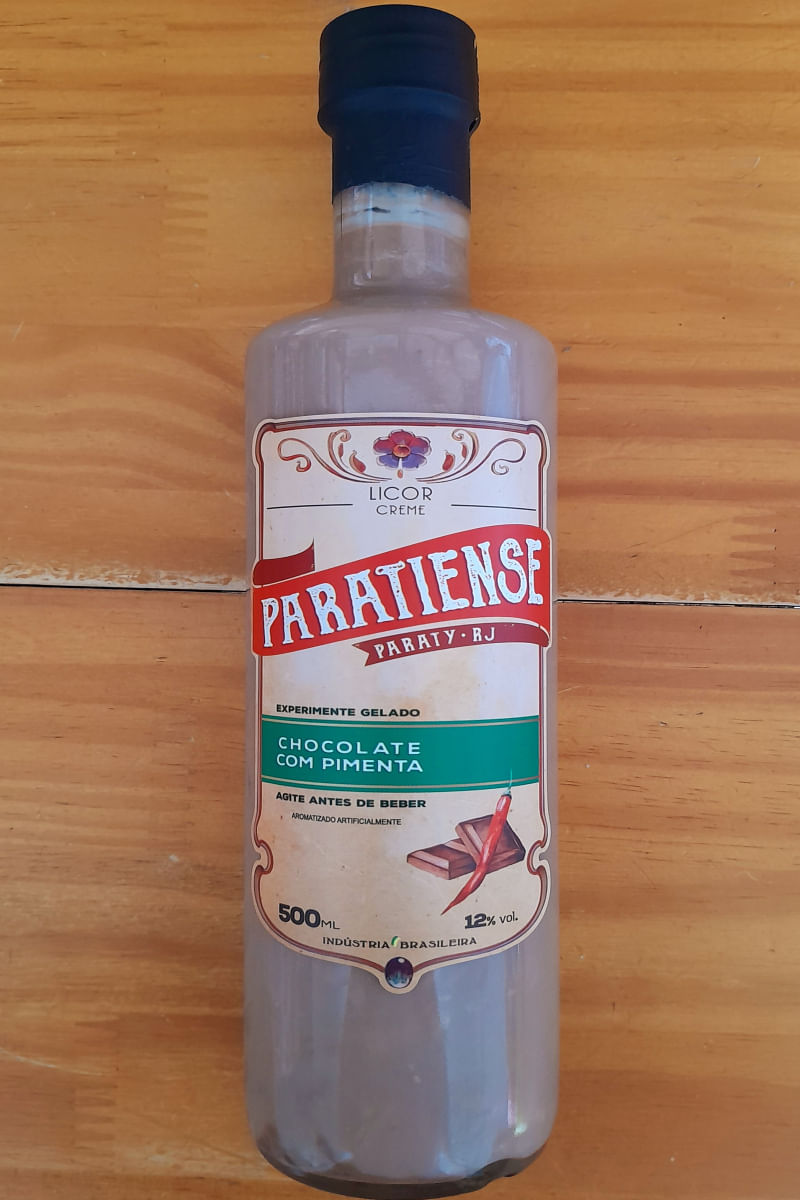 LICOR
CREME
PARATIENSE
PARATY • RJ
EXPERIMENTE GELADO
CHOCOLATE
COM PIMENTA
AGITE ANTES DE BEBER
AROMATIZADO ARTIFICIALMENTE
500ML
12% vol.
INDÚSTRIA BRASILEIRA